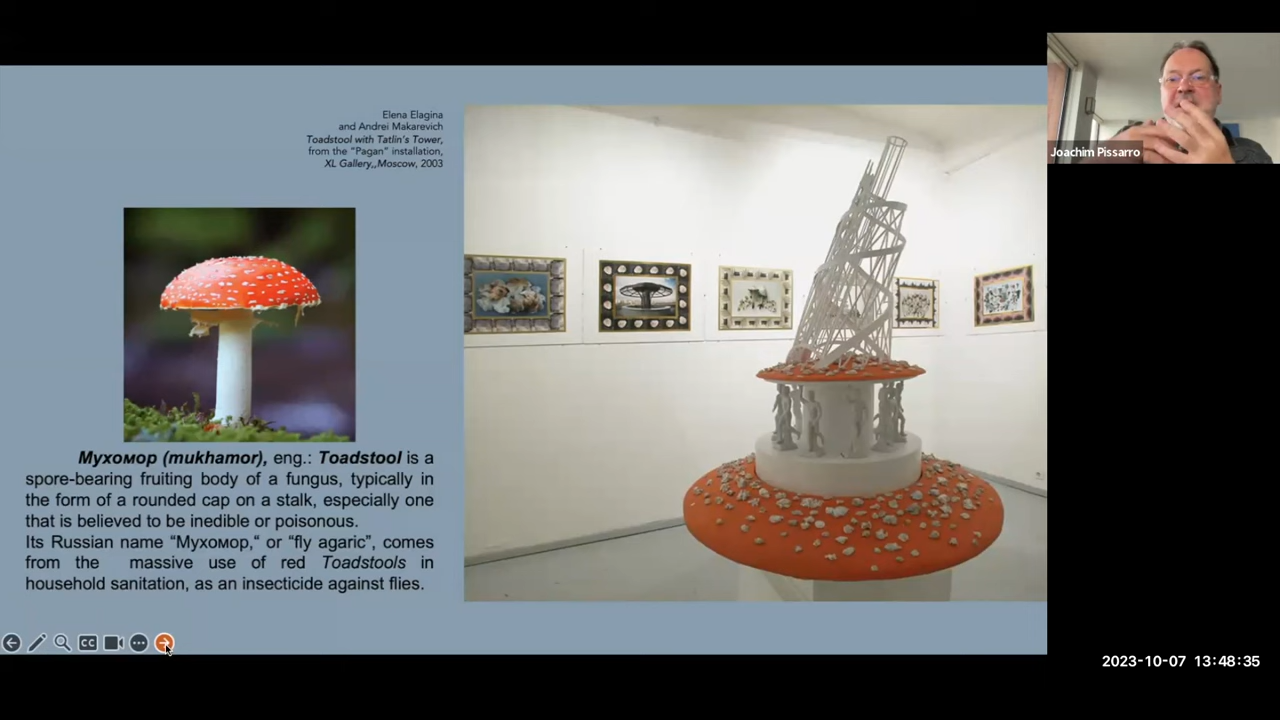 Elena Elagina
and Andrei Makarevich
Toadstool with Tatlin's Tower,
from the "Pagan" installation,
XL Gallery,,Moscow, 2003
Joachim Pissarro
Мухомор (mukhamor), eng.: Toadstool is a
spore-bearing fruiting body of a fungus, typically in
the form of a rounded cap on a stalk, especially one
that is believed to be inedible or poisonous.
Its Russian name “Мухомор,“ or “fly agaric”, comes
from the massive use of red Toadstools in
household sanitation, as an insecticide against flies.
CC
2023-10-07 13:48:35